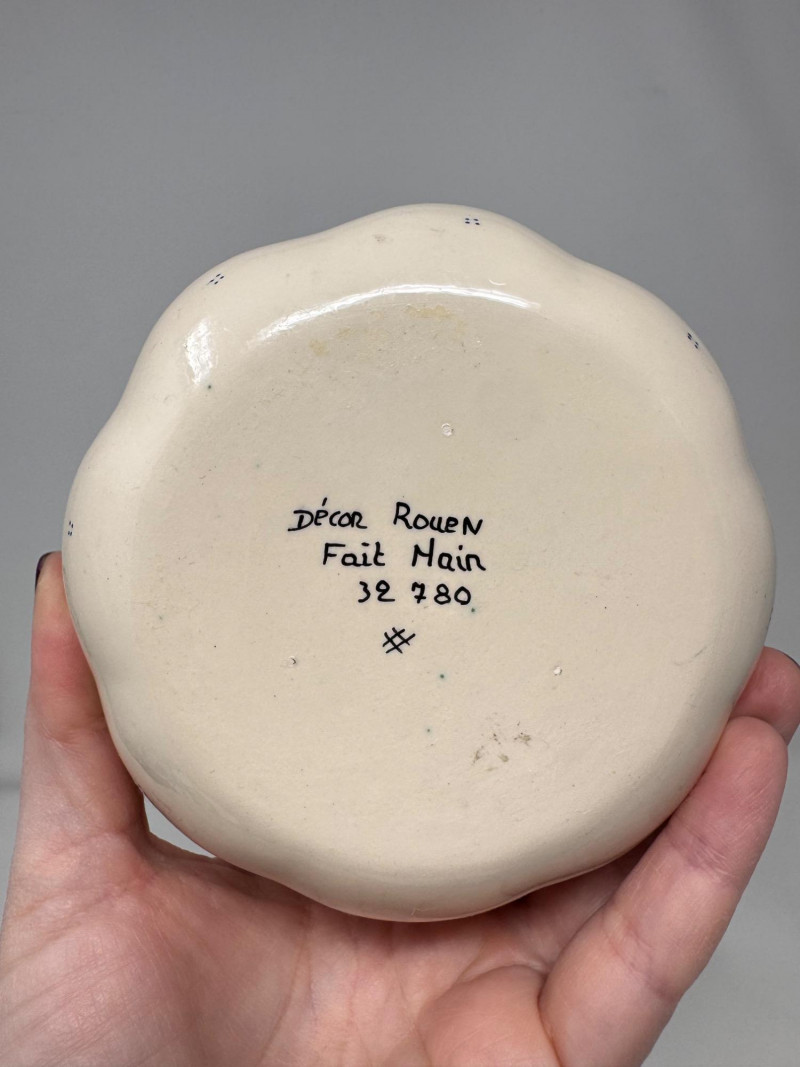 Décor Rouen
Fait Main
32 780